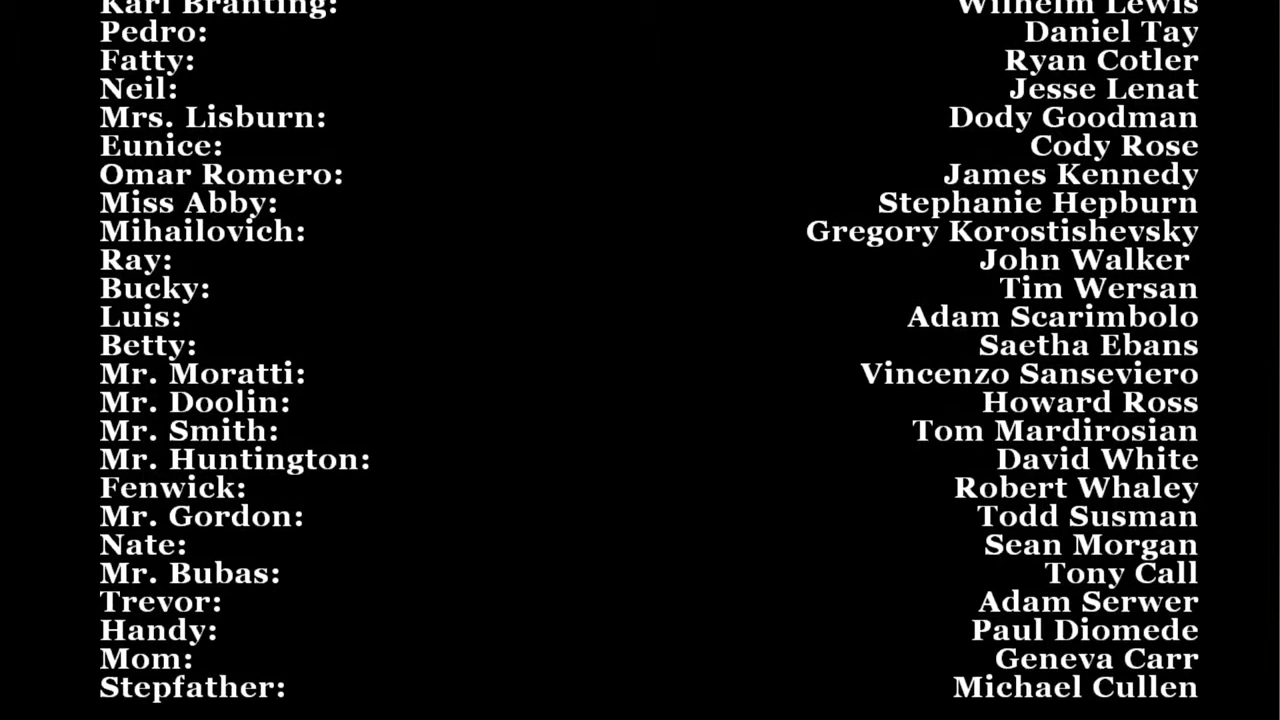 Karl Branting: Wilhelm Lewis
Pedro: Daniel Tay
Fatty: Ryan Cotler
Neil: Jesse Lenat
Mrs. Lisburn: Dody Goodman
Eunice: Cody Rose
Omar Romero: James Kennedy
Miss Abby: Stephanie Hepburn
Mihailovich: Gregory Korostishevsky
Ray: John Walker
Bucky: Tim Wersan
Luis: Adam Scarimbolo
Betty: Saetha Ebans
Mr. Moratti: Vincenzo Sanseviero
Mr. Doolin: Howard Ross
Mr. Smith: Tom Mardirosian
Mr. Huntington: David White
Fenwick: Robert Whaley
Mr. Gordon: Todd Susman
Nate: Sean Morgan
Mr. Bubas: Tony Call
Trevor: Adam Serwer
Handy: Paul Diomede
Mom: Geneva Carr
Stepfather: Michael Cullen